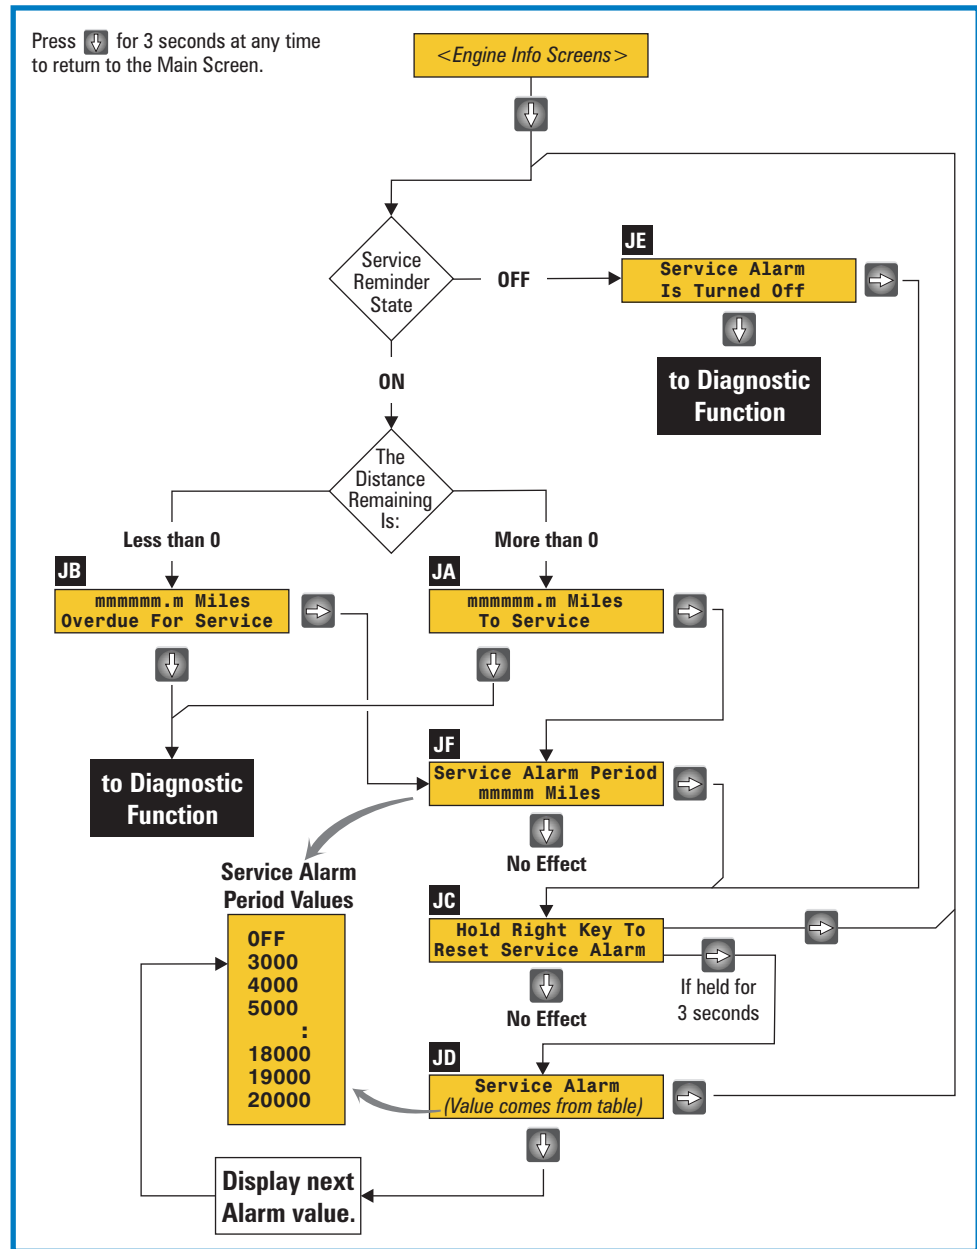 Press for 3 seconds at any time
to return to the Main Screen.
<Engine Info Screens>
Service
Reminder
State
OFF
JE
Service Alarm
Is Turned Off
to Diagnostic
Function
ON
The
Distance
Remaining
Is:
Less than 0
More than 0
JB
mmmmmm.m Miles
Overdue For Service
JA
mmmmmm.m Miles
To Service
to Diagnostic
Function
JF
Service Alarm Period
mmmmm Miles
No Effect
Service Alarm
Period Values
OFF
3000
4000
5000
:
18000
19000
20000
JC
Hold Right Key To
Reset Service Alarm
If held for
3 seconds
No Effect
JD
Service Alarm
(Value comes from table)
Display next
Alarm value.